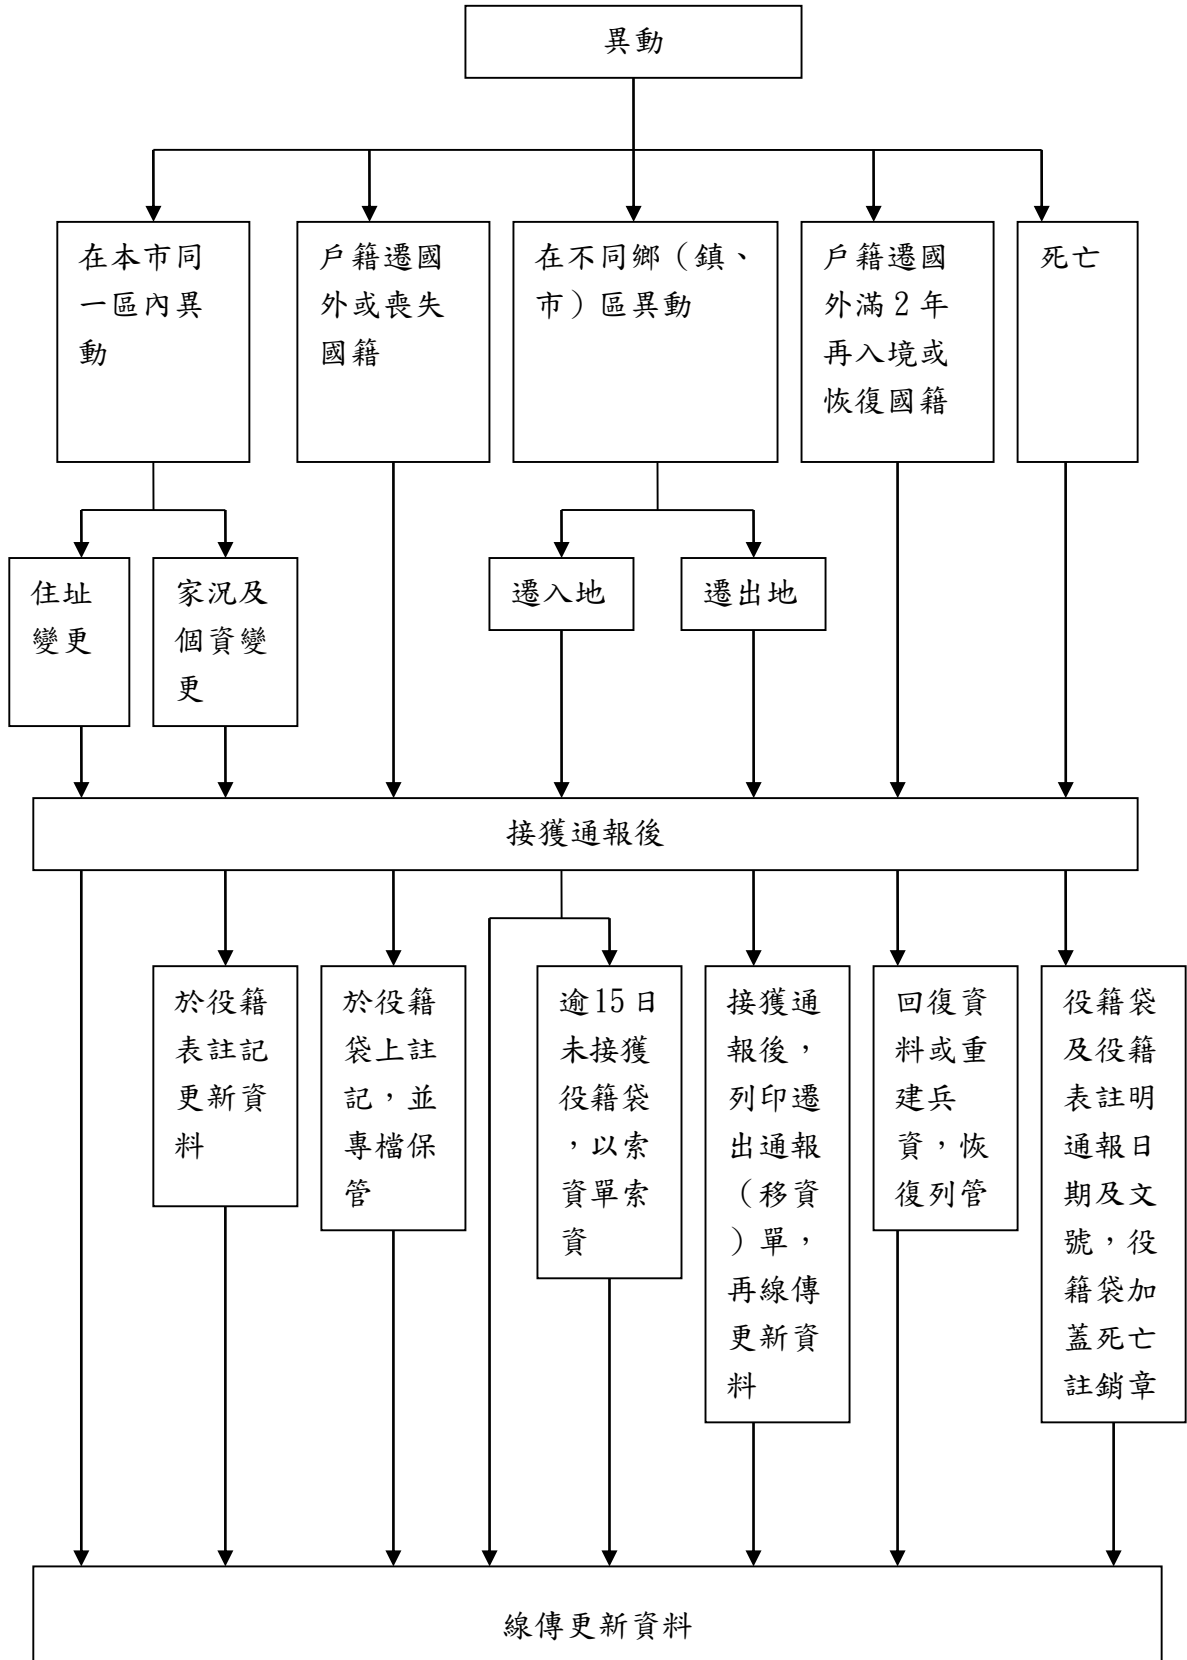 異動
在本市同
一區內異
動
戶籍遷國
外或喪失
國籍
在不同鄉（鎮、
市）區異動
戶籍遷國
外滿2年
再入境或
恢復國籍
死亡
住址
變更
家況及
個資變
更
遷入地
遷出地
接獲通報後
於役籍
表註記
更新資
料
於役籍
袋上註
記，並
專檔保
管
逾15日
未接獲
役籍袋
，以索
資單索
資
接獲通
報後，
列印遷
出通報
（移資
）單，
再線傳
更新資
料
回復資
料或重
建兵
資，恢
復列管
役籍袋
及役籍
表註明
通報日
期及文
號，役
籍袋加
蓋死亡
註銷章
線傳更新資料